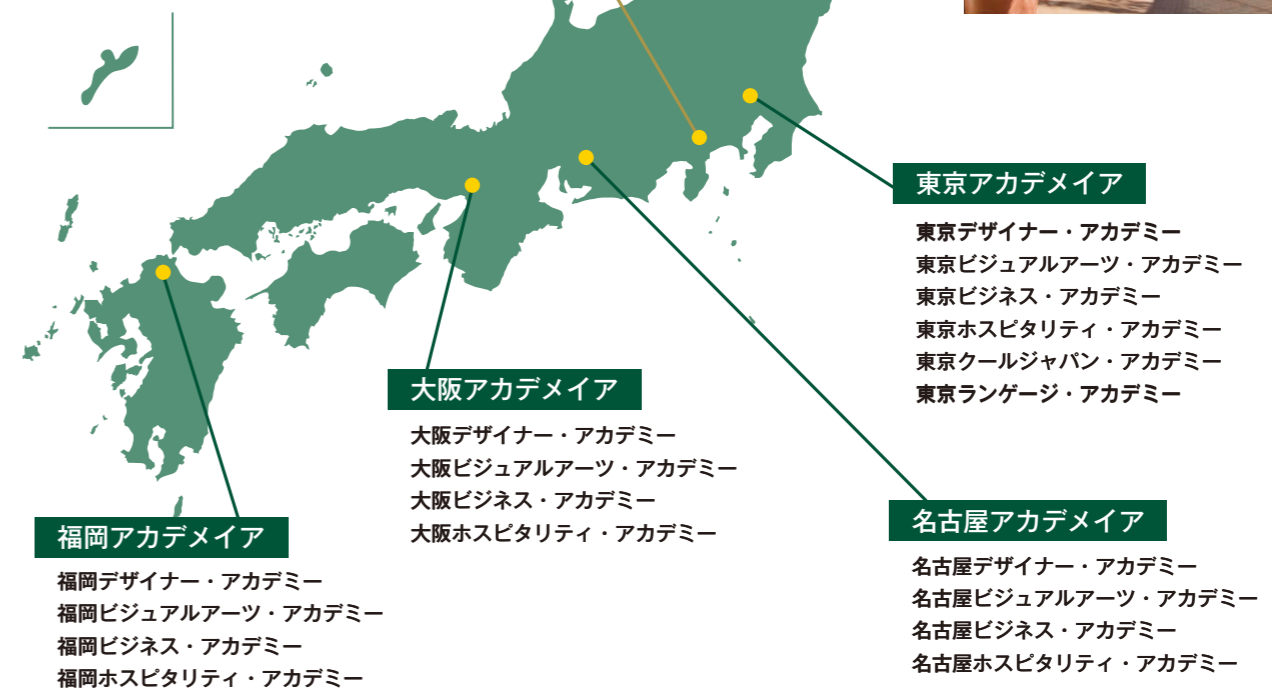 東京アカデメイア
東京デザイナー・アカデミー
東京ビジュアルアーツ・アカデミー
東京ビジネス・アカデミー
東京ホスピタリティ・アカデミー
東京クールジャパン・アカデミー
東京ランゲージ・アカデミー
大阪アカデメイア
大阪デザイナー・アカデミー
大阪ビジュアルアーツ・アカデミー
大阪ビジネス・アカデミー
大阪ホスピタリティ・アカデミー
名古屋アカデメイア
名古屋デザイナー・アカデミー
名古屋ビジュアルアーツ・アカデミー
名古屋ビジネス・アカデミー
名古屋ホスピタリティ・アカデミー
福岡アカデメイア
福岡デザイナー・アカデミー
福岡ビジュアルアーツ・アカデミー
福岡ビジネス・アカデミー
福岡ホスピタリティ・アカデミー